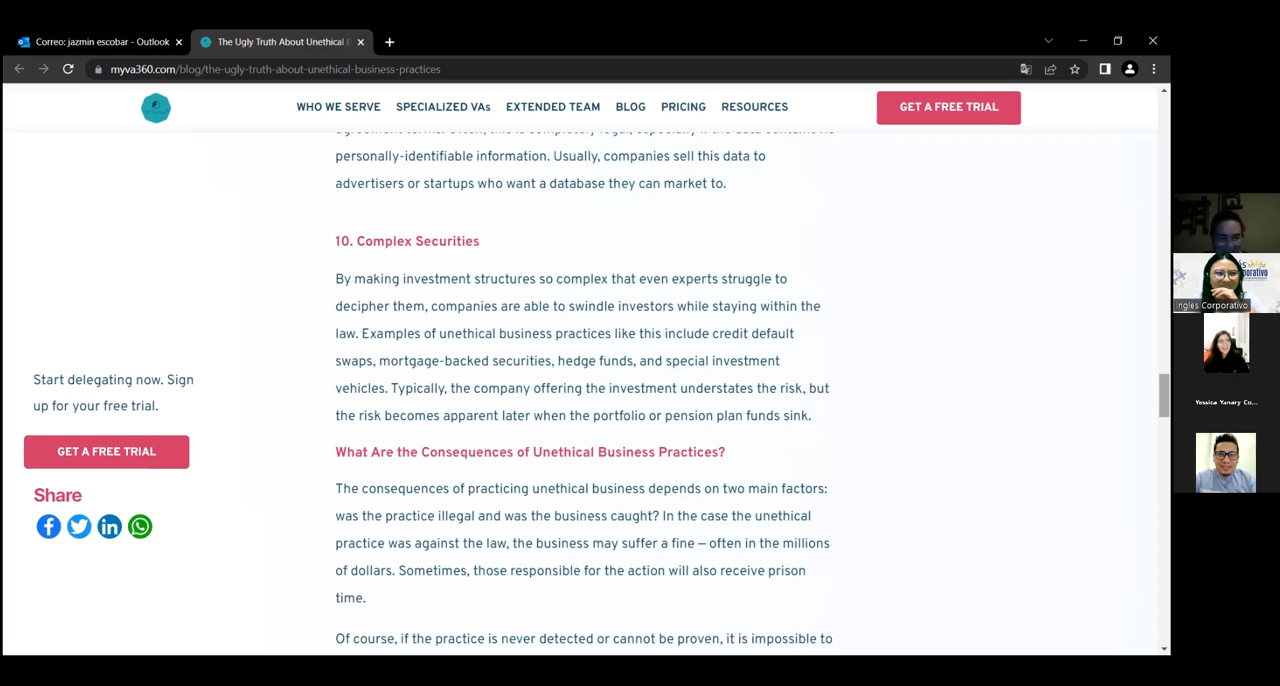 Correo: jazmin escobar - Outlook
The Ugly Truth About Unethical
myva360.com/blog/the-ugly-truth-about-unethical-business-practices
WHO WE SERVE SPECIALIZED VAs EXTENDED TEAM BLOG PRICING RESOURCES
GET A FREE TRIAL
personally-identifiable information. Usually, companies sell this data to
advertisers or startups who want a database they can market to.
10. Complex Securities
By making investment structures so complex that even experts struggle to
decipher them, companies are able to swindle investors while staying within the
law. Examples of unethical business practices like this include credit default
swaps, mortgage-backed securities, hedge funds, and special investment
vehicles. Typically, the company offering the investment understates the risk, but
the risk becomes apparent later when the portfolio or pension plan funds sink.
What Are the Consequences of Unethical Business Practices?
The consequences of practicing unethical business depends on two main factors:
was the practice illegal and was the business caught? In the case the unethical
practice was against the law, the business may suffer a fine — often in the millions
of dollars. Sometimes, those responsible for the action will also receive prison
time.
Of course, if the practice is never detected or cannot be proven, it is impossible to
Start delegating now. Sign
up for your free trial.
GET A FREE TRIAL
Share
Ingles Corporativo
Yessica Yanary Co...